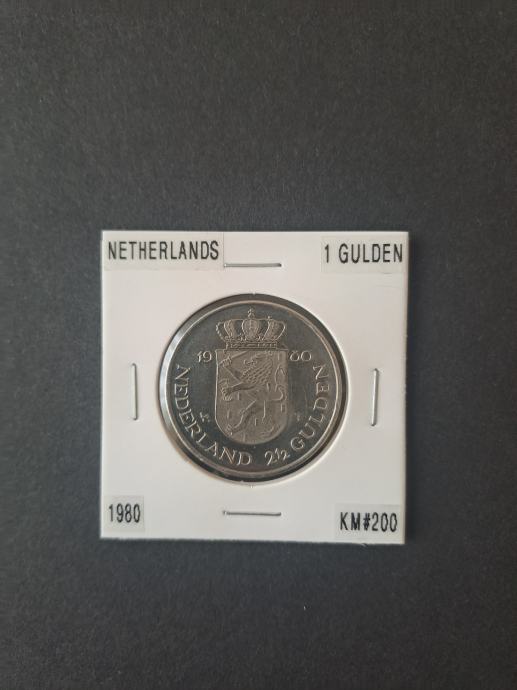 NETHERLANDS
1 GULDEN
19 80
NEDERLAND 2½ GULDEN
1980
KM#200